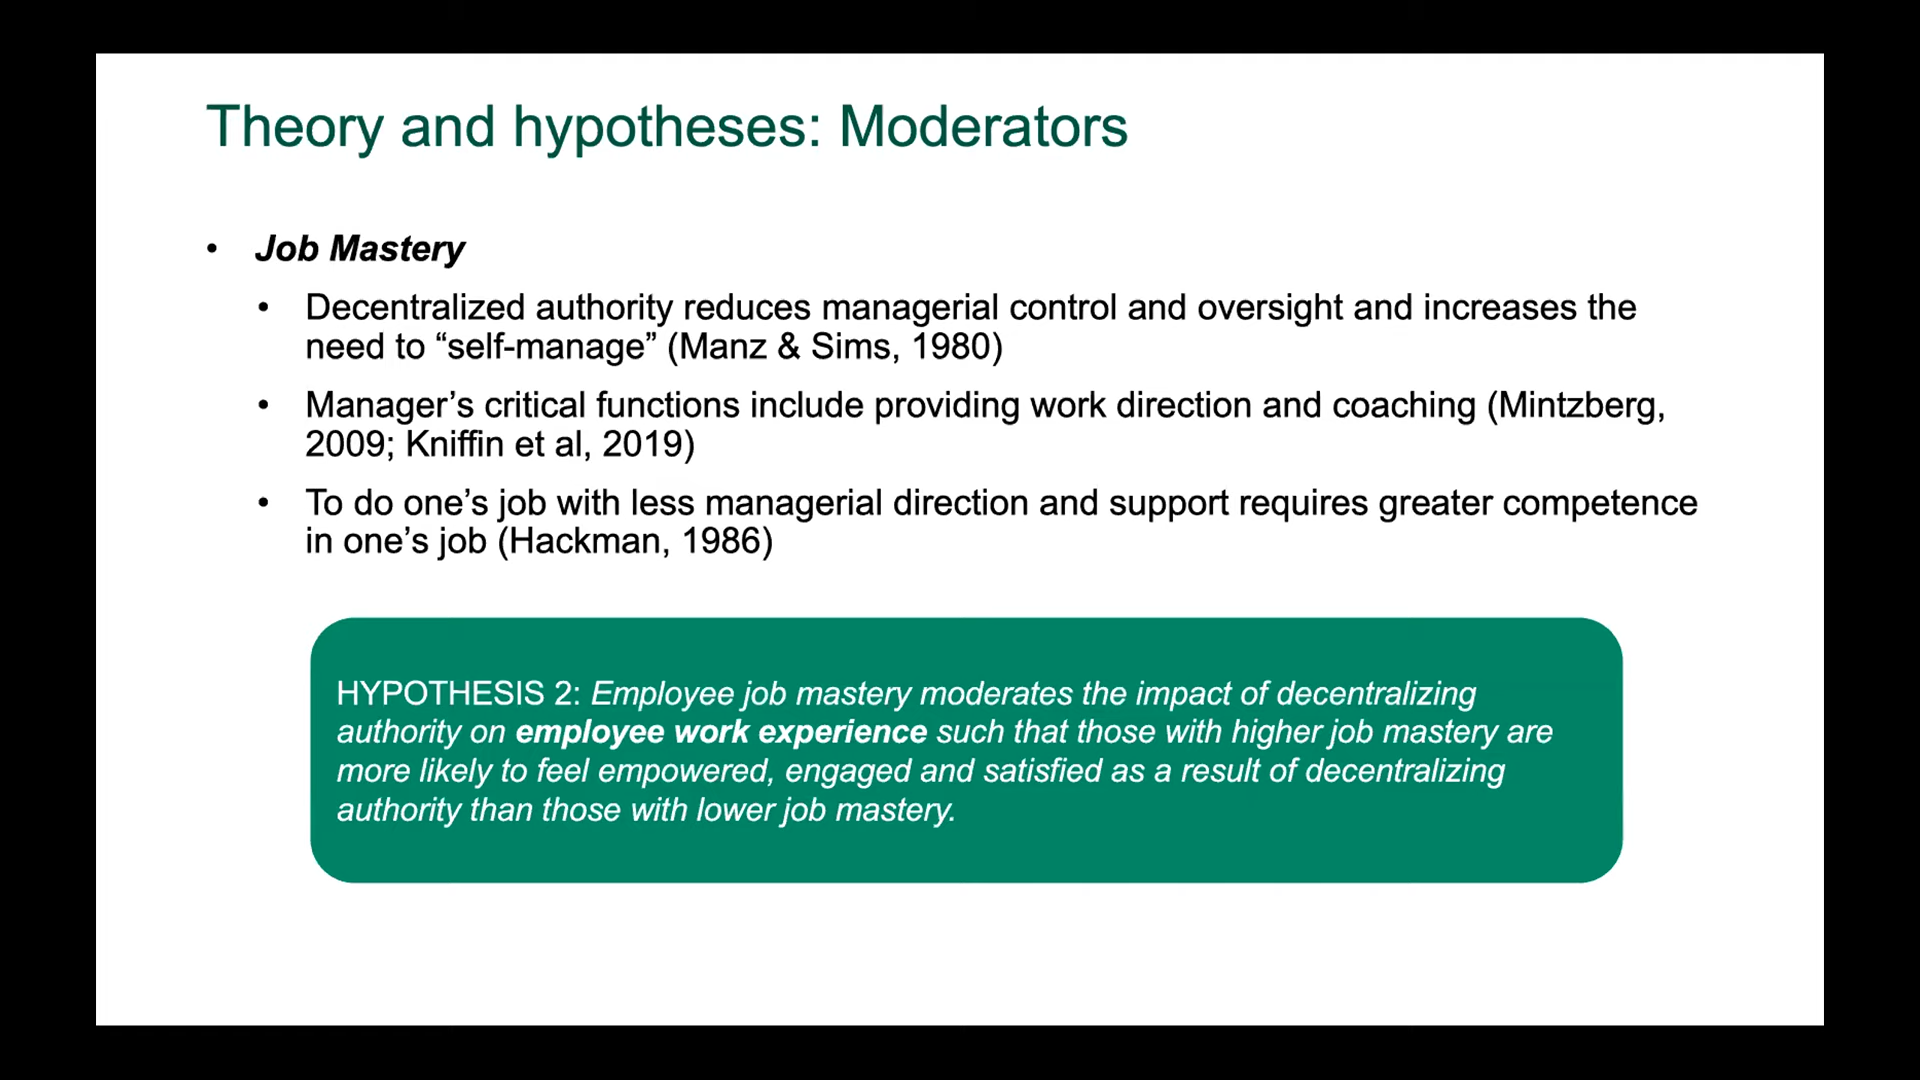 Theory and hypotheses: Moderators
• Job Mastery
• Decentralized authority reduces managerial control and oversight and increases the
need to “self-manage” (Manz & Sims, 1980)
• Manager’s critical functions include providing work direction and coaching (Mintzberg,
2009; Kniffin et al, 2019)
• To do one’s job with less managerial direction and support requires greater competence
in one’s job (Hackman, 1986)
HYPOTHESIS 2: Employee job mastery moderates the impact of decentralizing
authority on employee work experience such that those with higher job mastery are
more likely to feel empowered, engaged and satisfied as a result of decentralizing
authority than those with lower job mastery.